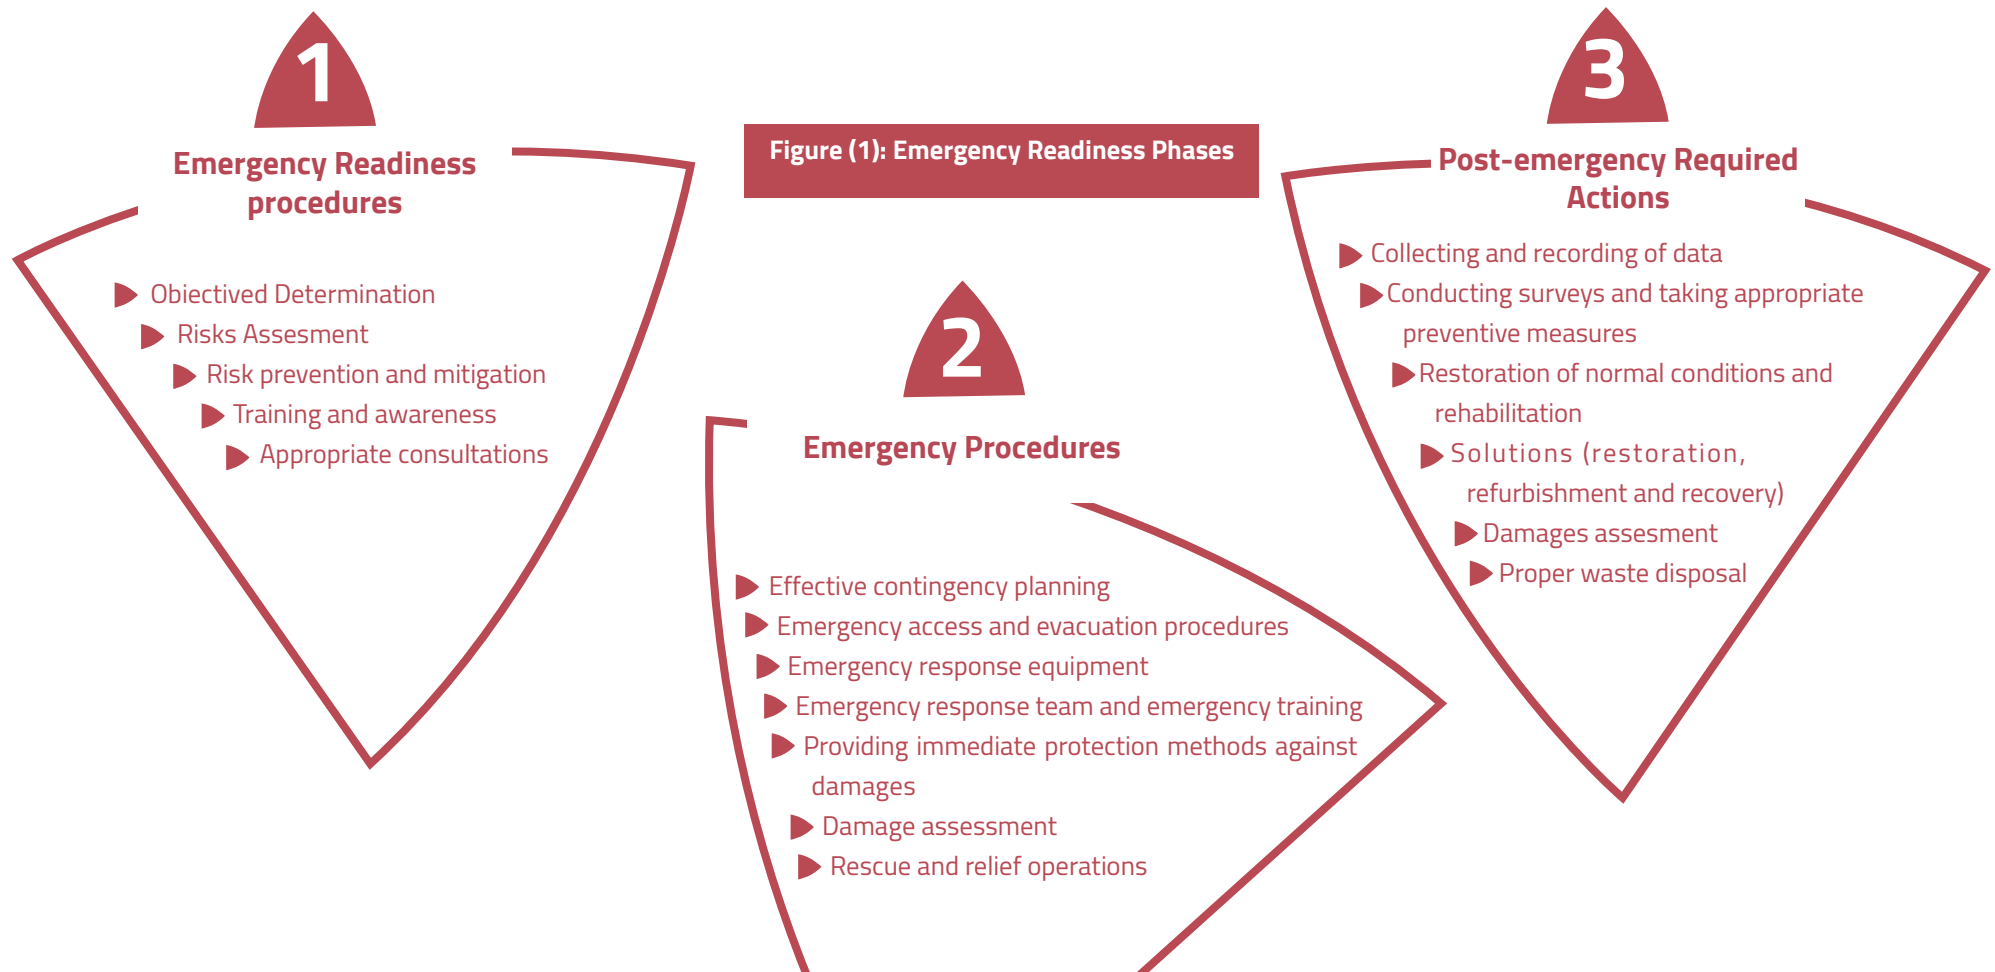 1
Emergency Readiness
procedures
Obiectived Determination
Risks Assesment
Risk prevention and mitigation
Training and awareness
Appropriate consultations
Figure (1): Emergency Readiness Phases
2
Emergency Procedures
Effective contingency planning
Emergency access and evacuation procedures
Emergency response equipment
Emergency response team and emergency training
Providing immediate protection methods against
damages
Damage assessment
Rescue and relief operations
3
Post-emergency Required
Actions
Collecting and recording of data
Conducting surveys and taking appropriate
preventive measures
Restoration of normal conditions and
rehabilitation
Solutions (restoration,
refurbishment and recovery)
Damages assesment
Proper waste disposal